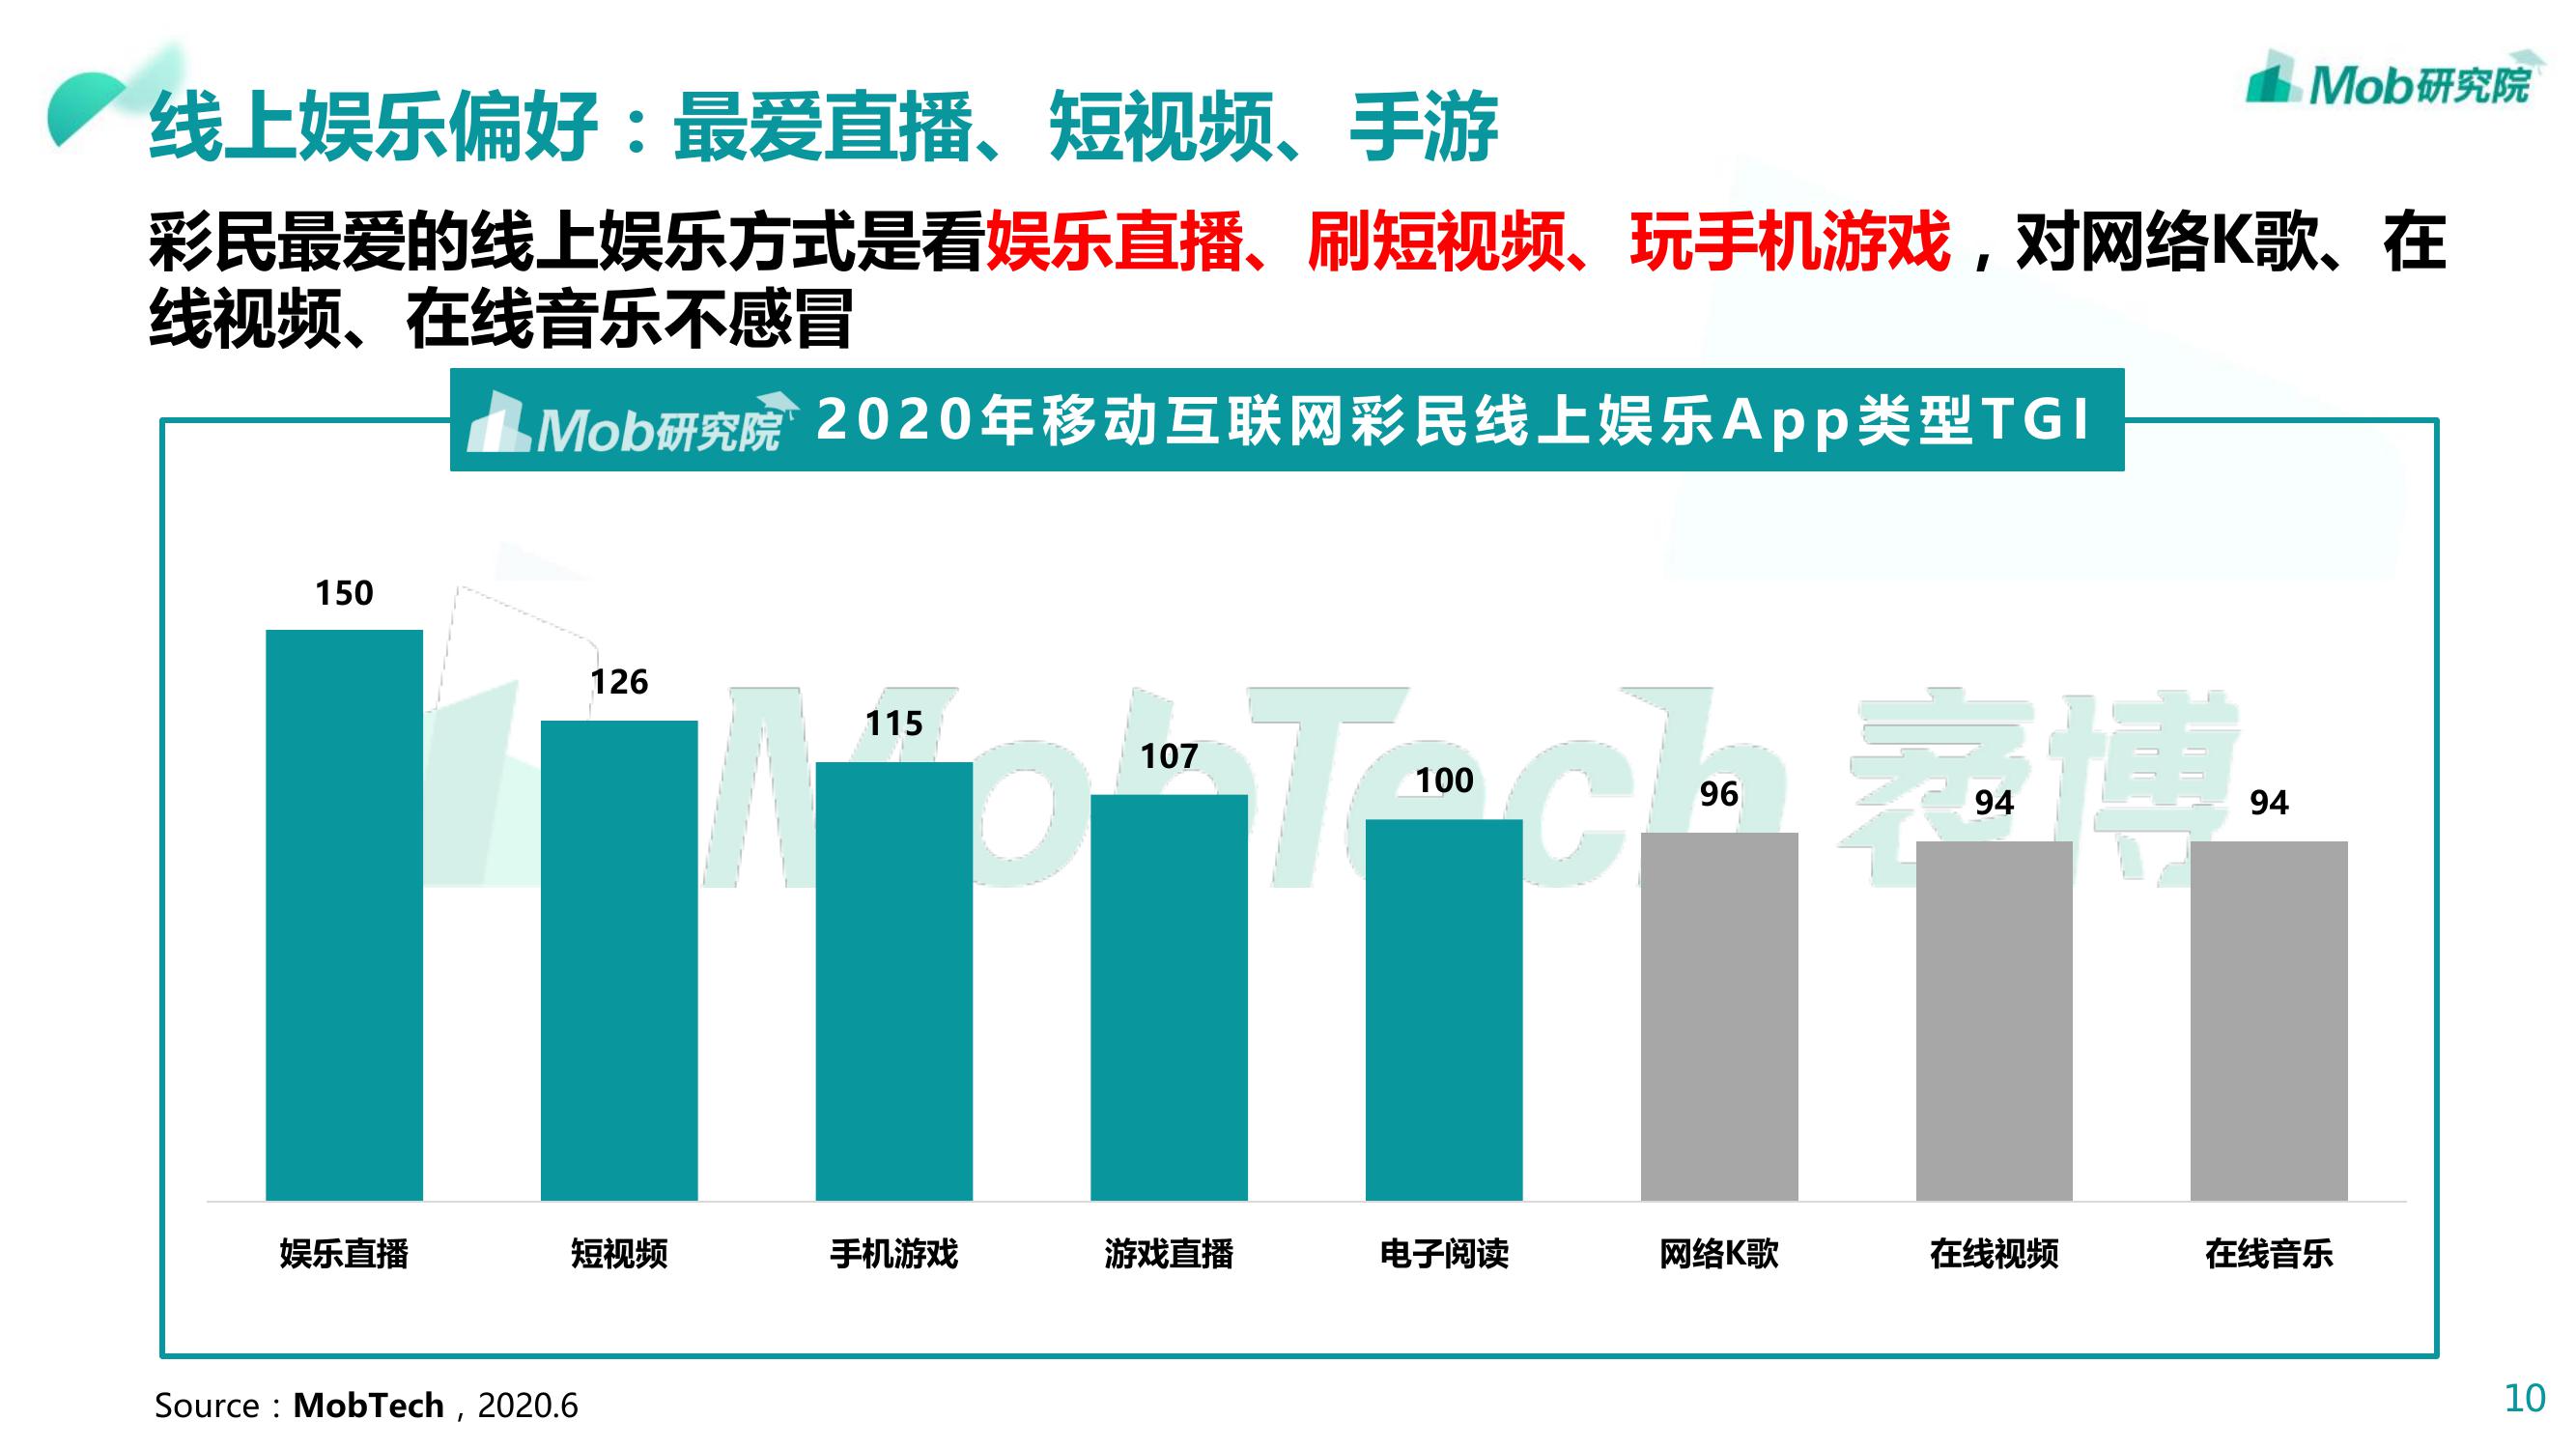 线上娱乐偏好：最爱直播、短视频、手游
Mob研究院
彩民最爱的线上娱乐方式是看娱乐直播、刷短视频、玩手机游戏，对网络K歌、在
线视频、在线音乐不感冒
Mob研究院 2020年移动互联网彩民线上娱乐App类型TGI
150
126
115
107
100
96
94
94
MobTech 袤博
娱乐直播
短视频
手机游戏
游戏直播
电子阅读
网络K歌
在线视频
在线音乐
Source：MobTech，2020.6
10